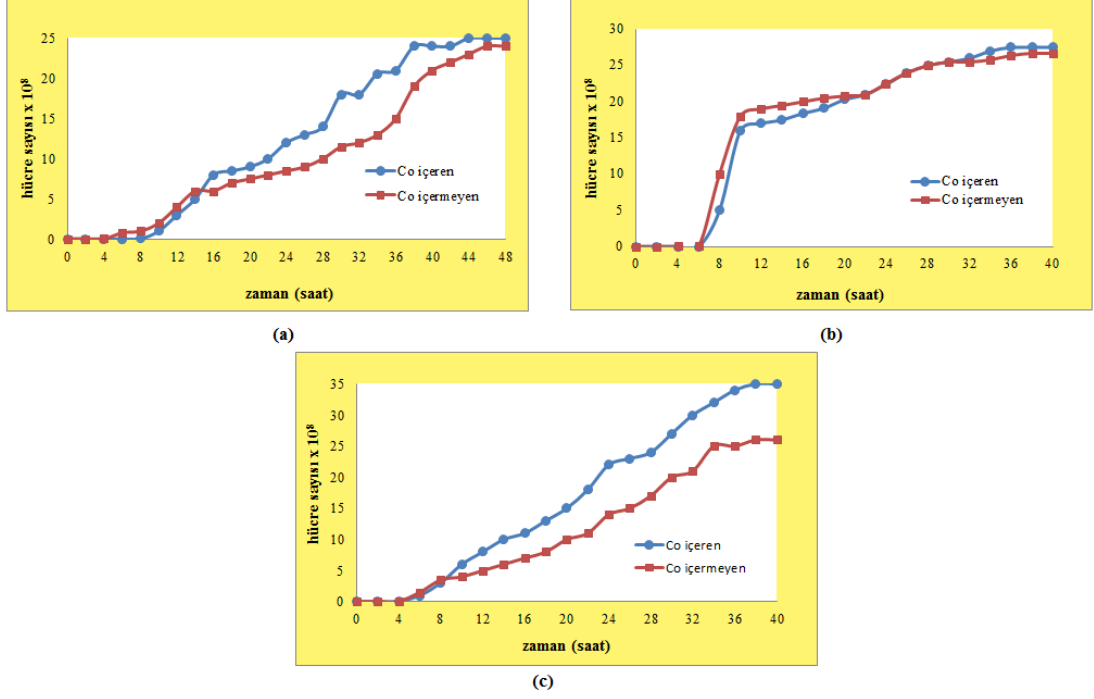 hücre sayısı x 10⁸
25
20
15
10
5
0
0 4 8 12 16 20 24 28 32 36 40 44 48
zaman (saat)
Co içeren
Co içermeyen
(a)
hücre sayısı x 10⁸
30
25
20
15
10
5
0
0 4 8 12 16 20 24 28 32 36 40
zaman (saat)
Co içeren
Co içermeyen
(b)
hücre sayısı x 10⁸
35
30
25
20
15
10
5
0
0 4 8 12 16 20 24 28 32 36 40
zaman (saat)
Co içeren
Co içermeyen
(c)